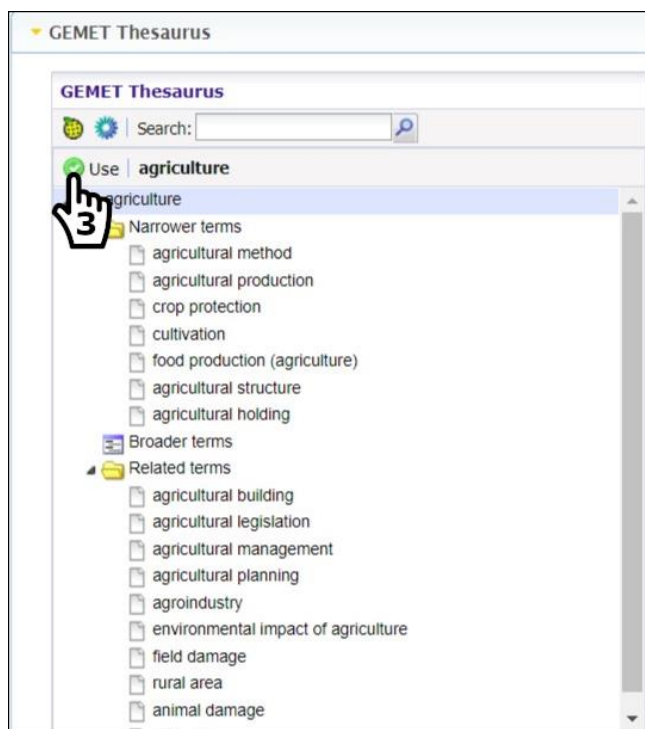 GEMET Thesaurus
GEMET Thesaurus
Search:
Use agriculture
agriculture
3
Narrower terms
agricultural method
agricultural production
crop protection
cultivation
food production (agriculture)
agricultural structure
agricultural holding
Broader terms
Related terms
agricultural building
agricultural legislation
agricultural management
agricultural planning
agroindustry
environmental impact of agriculture
field damage
rural area
animal damage